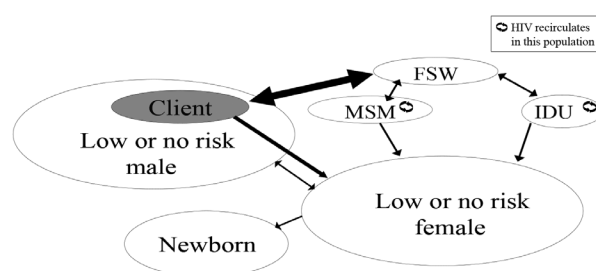 HIV recirculates
in this population
FSW
Client
MSM
IDU
Low or no risk
male
Low or no risk
female
Newborn